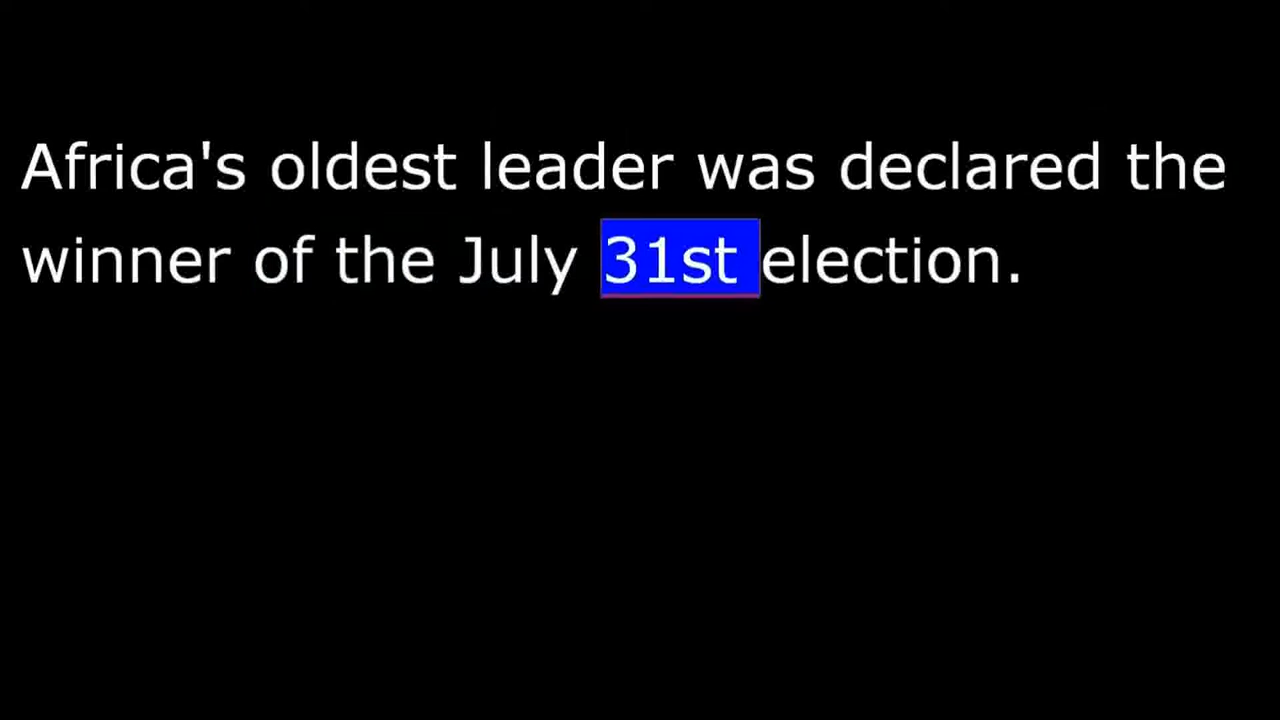 Africa's oldest leader was declared the
winner of the July 31st election.